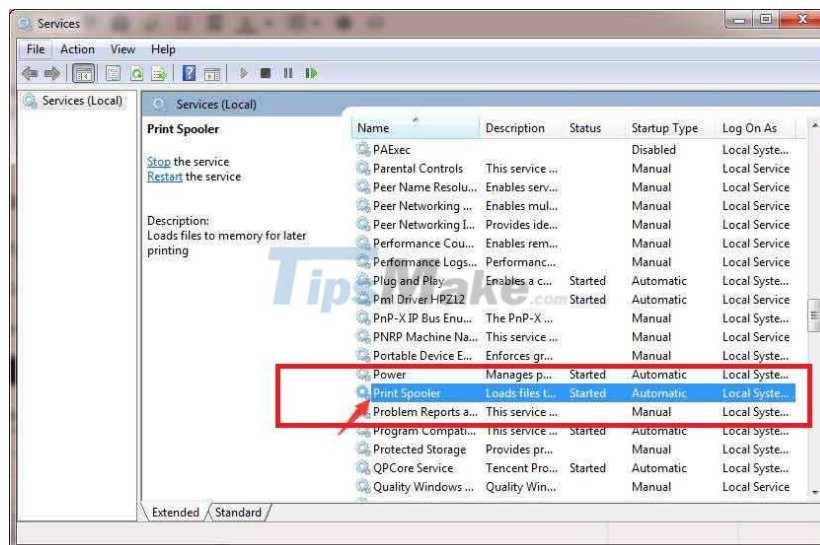 Services
File Action View Help
Services (Local)
Services (Local)
Print Spooler
Stop the service
Restart the service
Description:
Loads files to memory for later
printing
Name Description Status Startup Type Log On As
PAExec Disabled Local Syste...
Parental Controls This service ... Manual Local Service
Peer Name Resolu... Enables serv... Manual Local Service
Peer Networking ... Enables mul... Manual Local Service
Peer Networking I... Provides ide... Manual Local Service
Performance Cou... Enables rem... Manual Local Service
Performance Logs... Performanc... Manual Local Service
Plug and Play Enables a c... Started Automatic Local Syste...
Pml Driver HPZ12 Started Automatic Local Service
PnP-X IP Bus Enu... The PnP-X ... Manual Local Syste...
PNRP Machine Na... This service ... Manual Local Service
Portable Device E... Enforces gr... Manual Local Syste...
Power Manages p... Started Automatic Local Syste...
Print Spooler Loads files t... Started Automatic Local Syste...
Problem Reports a... This service ... Manual Local Syste...
Program Compati... This service ... Started Automatic Local Syste...
Protected Storage Provides pr... Manual Local Syste...
QPCore Service Tencent Pro... Started Automatic Local Syste...
Quality Windows ... Quality Win... Manual Local Service
TipsMake.com
Extended Standard